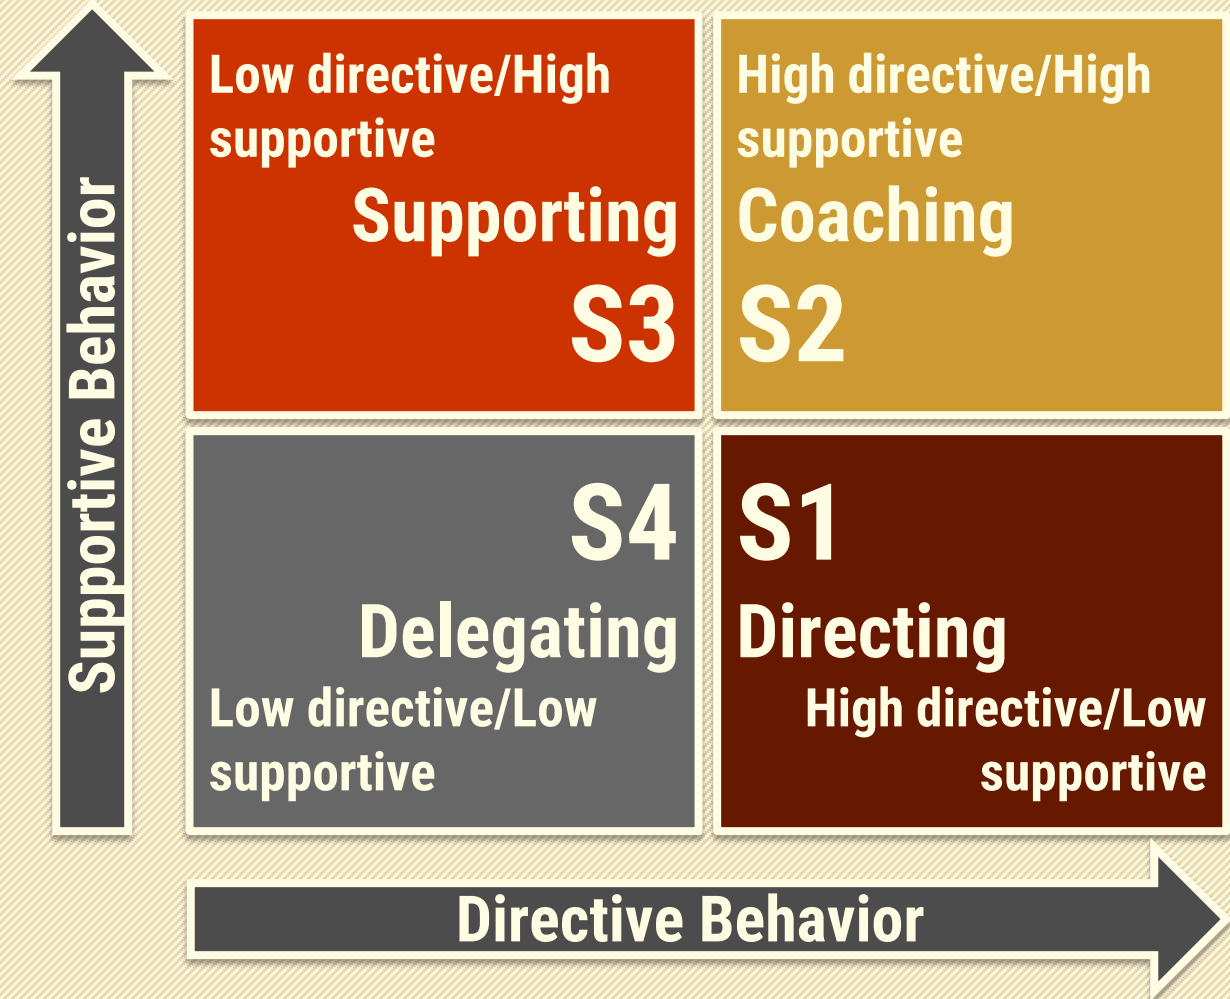 Supportive Behavior
Low directive/High
supportive
Supporting
S3
High directive/High
supportive
Coaching
S2
S4
Delegating
Low directive/Low
supportive
S1
Directing
High directive/Low
supportive
Directive Behavior